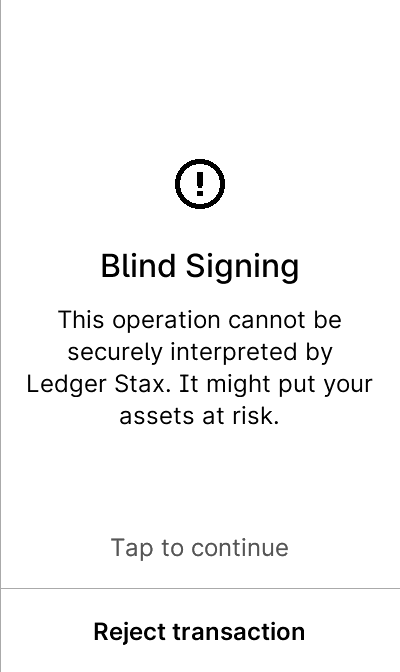 Blind Signing
This operation cannot be
securely interpreted by
Ledger Stax. It might put your
assets at risk.
Tap to continue
Reject transaction